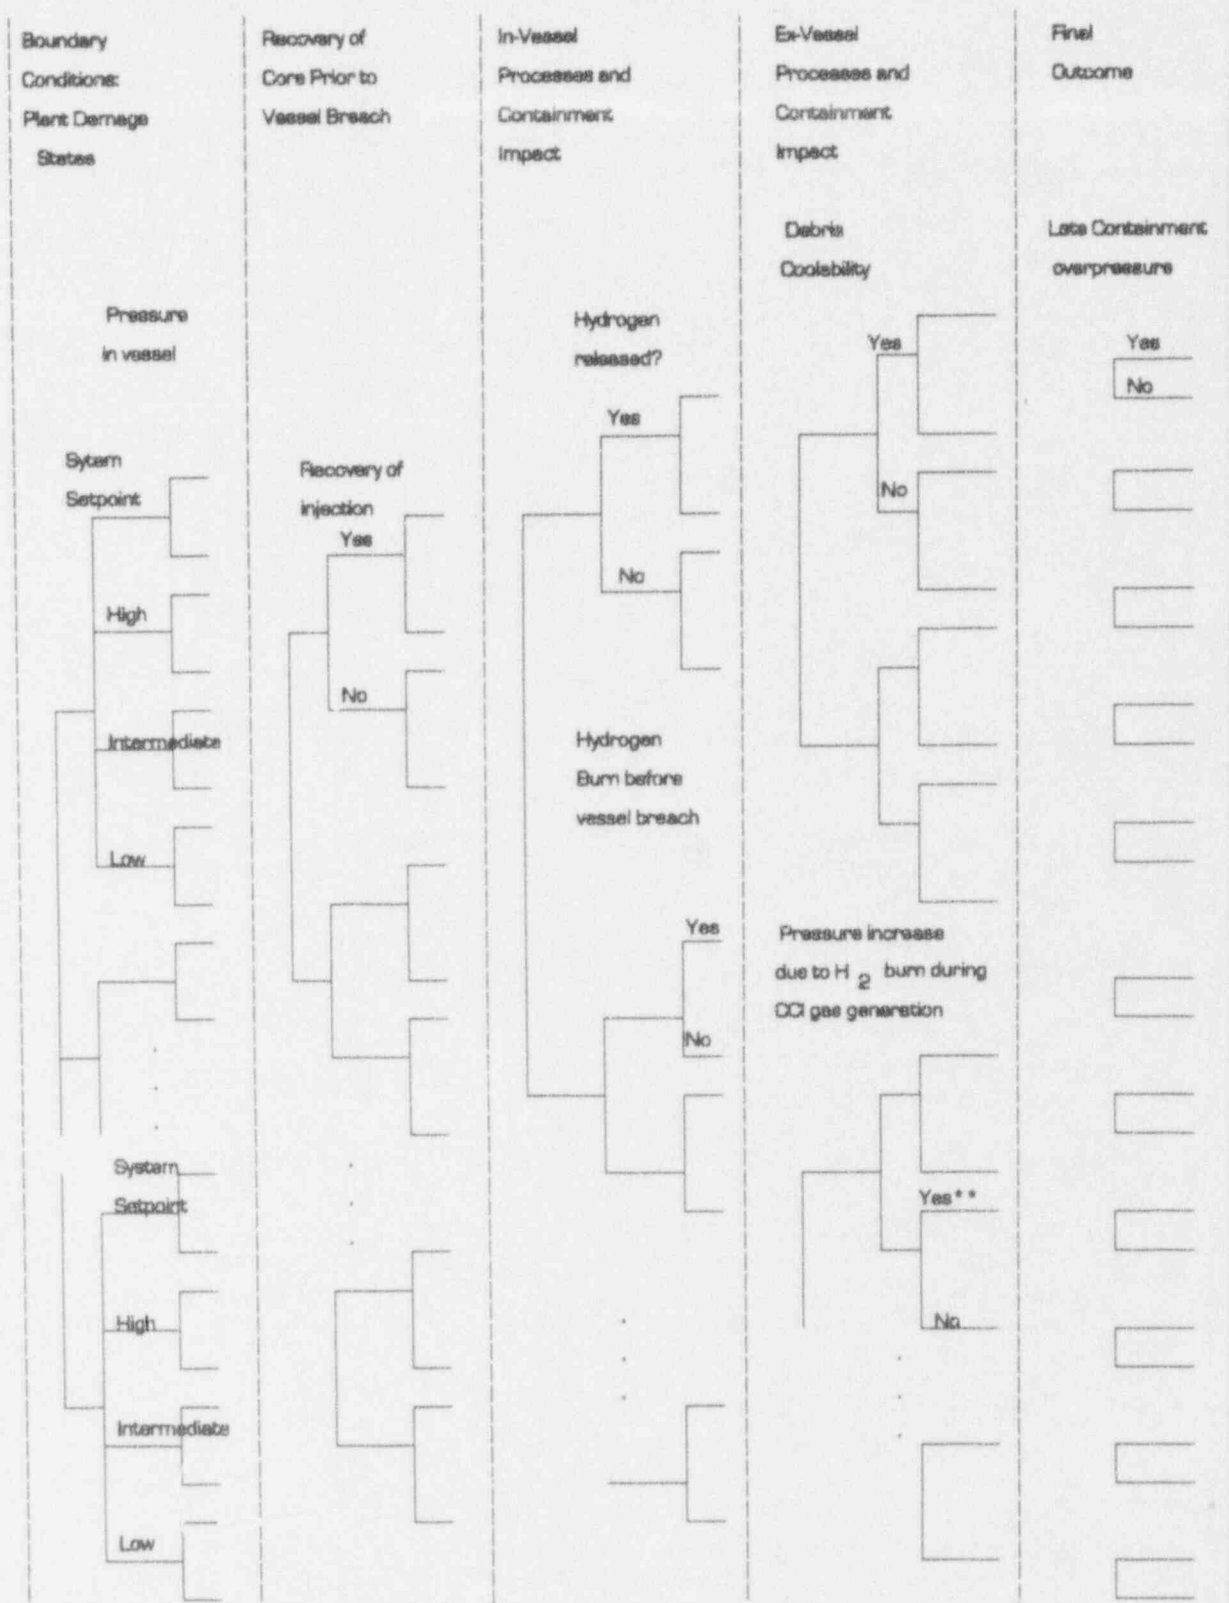 Boundary
Conditions:
Plant Damage
States
Pressure
in vessel
Sytem
Setpoint
High
Intermediate
Low
System
Setpoint
High
Intermediate
Low
Recovery of
Core Prior to
Vessel Breach
Recovery of
injection
Yes
No
In-Vessel
Processes and
Containment
Impact
Hydrogen
released?
Yes
No
Hydrogen
Burn before
vessel breach
Yes
No
Ex-Vessel
Processes and
Containment
Impact
Debris
Coolability
Yes
No
Pressure increase
due to H2 burn during
CCI gas generation
Yes**
No
Final
Outcome
Late Containment
overpressure
Yes
No